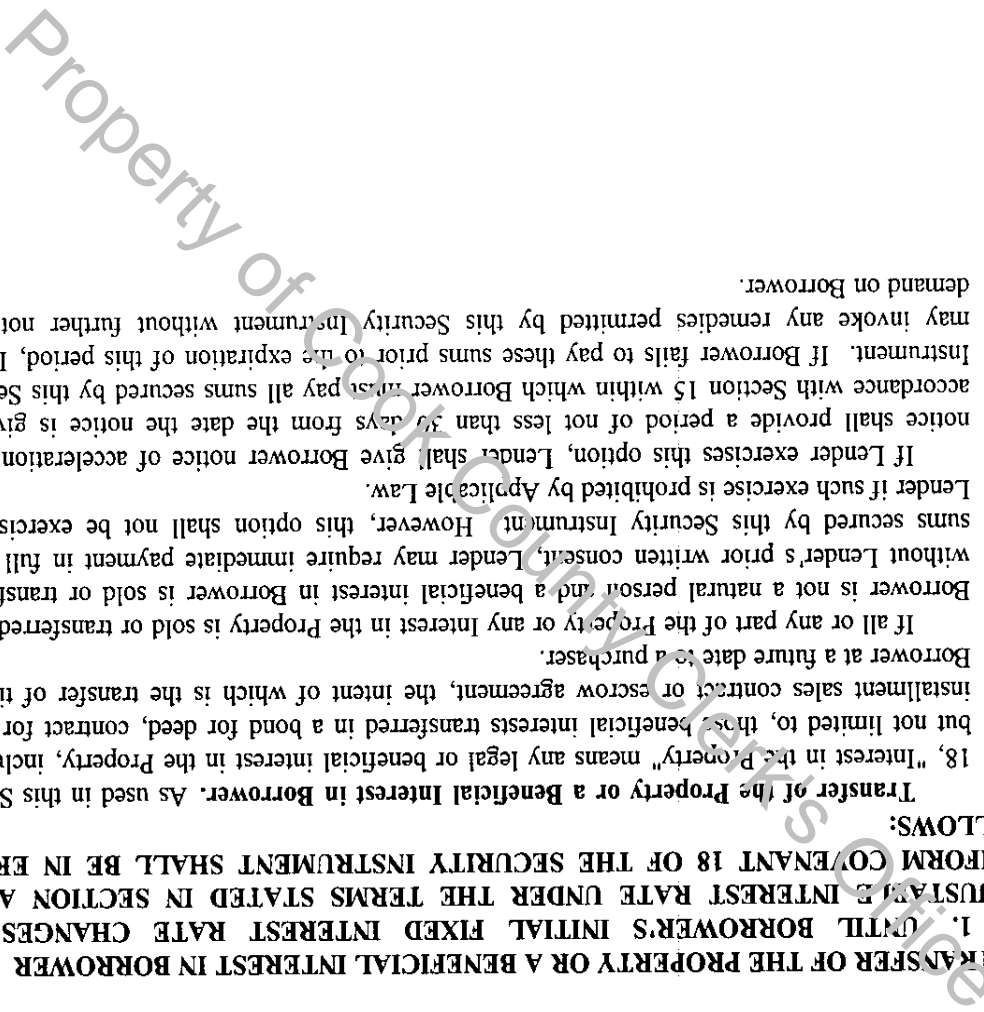 TRANSFER OF THE PROPERTY OR A BENEFICIAL INTEREST IN BORROWER
1. UNTIL BORROWER'S INITIAL FIXED INTEREST RATE CHANGES
JUSTABLE INTEREST RATE UNDER THE TERMS STATED IN SECTION A
IFORM COVENANT 18 OF THE SECURITY INSTRUMENT SHALL BE IN EF
LLOWS:
Transfer of the Property or a Beneficial Interest in Borrower. As used in this S
18, "Interest in the Property" means any legal or beneficial interest in the Property, incl
but not limited to, those beneficial interests transferred in a bond for deed, contract for
installment sales contract or escrow agreement, the intent of which is the transfer of ti
Borrower at a future date to a purchaser.
If all or any part of the Property or any Interest in the Property is sold or transferred
Borrower is not a natural person and a beneficial interest in Borrower is sold or transf
without Lender's prior written consent, Lender may require immediate payment in full
sums secured by this Security Instrument. However, this option shall not be exercis
Lender if such exercise is prohibited by Applicable Law.
If Lender exercises this option, Lender shall give Borrower notice of acceleration
notice shall provide a period of not less than 30 days from the date the notice is giv
accordance with Section 15 within which Borrower must pay all sums secured by this Se
Instrument. If Borrower fails to pay these sums prior to the expiration of this period, L
may invoke any remedies permitted by this Security Instrument without further not
demand on Borrower.
Property of Cook County Clerk's Office